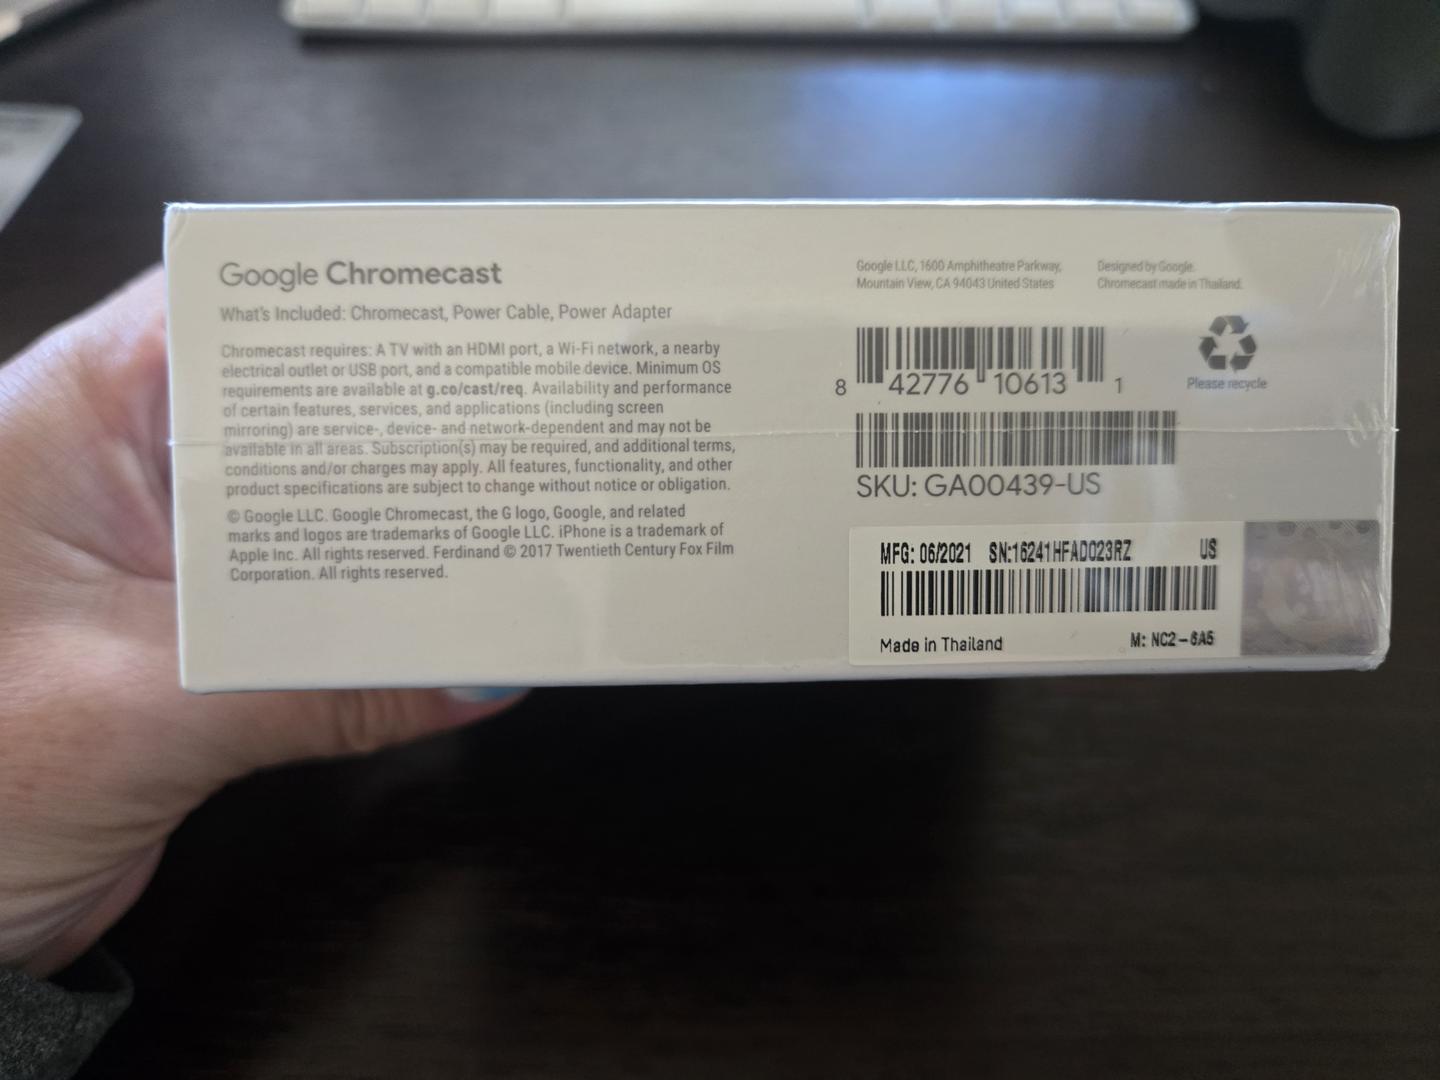 Google Chromecast
What's Included: Chromecast, Power Cable, Power Adapter
Chromecast requires: A TV with an HDMI port, a Wi-Fi network, a nearby
electrical outlet or USB port, and a compatible mobile device. Minimum OS
requirements are available at g.co/cast/req. Availability and performance
of certain features, services, and applications (including screen
mirroring) are service-, device- and network-dependent and may not be
available in all areas. Subscription(s) may be required, and additional terms,
conditions and/or charges may apply. All features, functionality, and other
product specifications are subject to change without notice or obligation.
© Google LLC. Google Chromecast, the G logo, Google, and related
marks and logos are trademarks of Google LLC. iPhone is a trademark of
Apple Inc. All rights reserved. Ferdinand © 2017 Twentieth Century Fox Film
Corporation. All rights reserved.
Google LLC, 1600 Amphitheatre Parkway,
Mountain View, CA 94043 United States
Designed by Google.
Chromecast made in Thailand.
8 42776 10613 1
Please recycle
SKU: GA00439-US
MFG: 06/2021 SN:16241HFAD023RZ US
Made in Thailand M: NC2-6A5